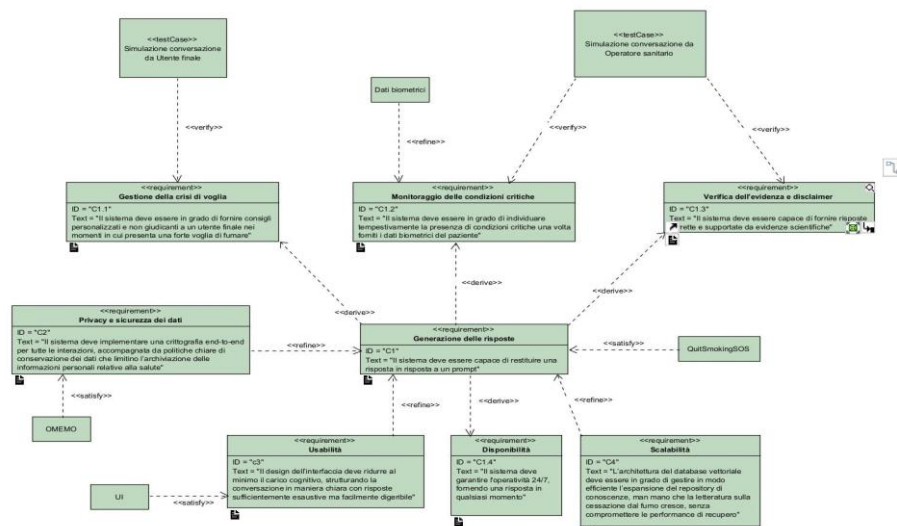 <<testCase>>
Simulazione conversazione
da Utente finale
<<testCase>>
Simulazione conversazione da
Operatore sanitario
Dati biometrici
<<verify>>
<<refine>>
<<verify>>
<<verify>>
<<requirement>>
Gestione della crisi di voglia
ID = "C1.1"
Text = "Il sistema deve essere in grado di fornire consigli
personalizzati e non giudicanti a un utente finale nei
momenti in cui presenta una forte voglia di fumare"
<<requirement>>
Monitoraggio delle condizioni critiche
ID = "C1.2"
Text = "Il sistema deve essere in grado di individuare
tempestivamente la presenza di condizioni critiche una volta
forniti i dati biometrici del paziente"
<<requirement>>
Verifica dell'evidenza e disclaimer
ID = "C1.3"
Text = "Il sistema deve essere capace di fornire risposte
rette e supportate da evidenze scientifiche"
<<derive>>
<<derive>>
<<derive>>
<<requirement>>
Privacy e sicurezza dei dati
ID = "C2"
Text = "Il sistema deve implementare una crittografia end-to-end
per tutte le interazioni, accompagnata da politiche chiare di
conservazione dei dati che limitino l'archiviazione delle
informazioni personali relative alla salute"
<<refine>>
<<requirement>>
Generazione delle risposte
ID = "C1"
Text = "Il sistema deve essere capace di restituire una
risposta in risposta a un prompt"
<<satisfy>>
QuitSmokingSOS
<<satisfy>>
OMEMO
<<refine>>
<<derive>>
<<refine>>
<<requirement>>
Usabilità
ID = "c3"
Text = "Il design dell'interfaccia deve ridurre al
minimo il carico cognitivo, strutturando la
conversazione in maniera chiara con risposte
sufficientemente esaustive ma facilmente digeribile"
<<requirement>>
Disponibilità
ID = "C1.4"
Text = "Il sistema deve
garantire l'operatività 24/7,
fornendo una risposta in
qualsiasi momento"
<<requirement>>
Scalabilità
ID = "C4"
Text = "L'architettura del database vettoriale
deve essere in grado di gestire in modo
efficiente l'espansione del repository di
conoscenze, man mano che la letteratura sulla
cessazione dal fumo cresce, senza
compromettere le performance di recupero"
UI
<<satisfy>>